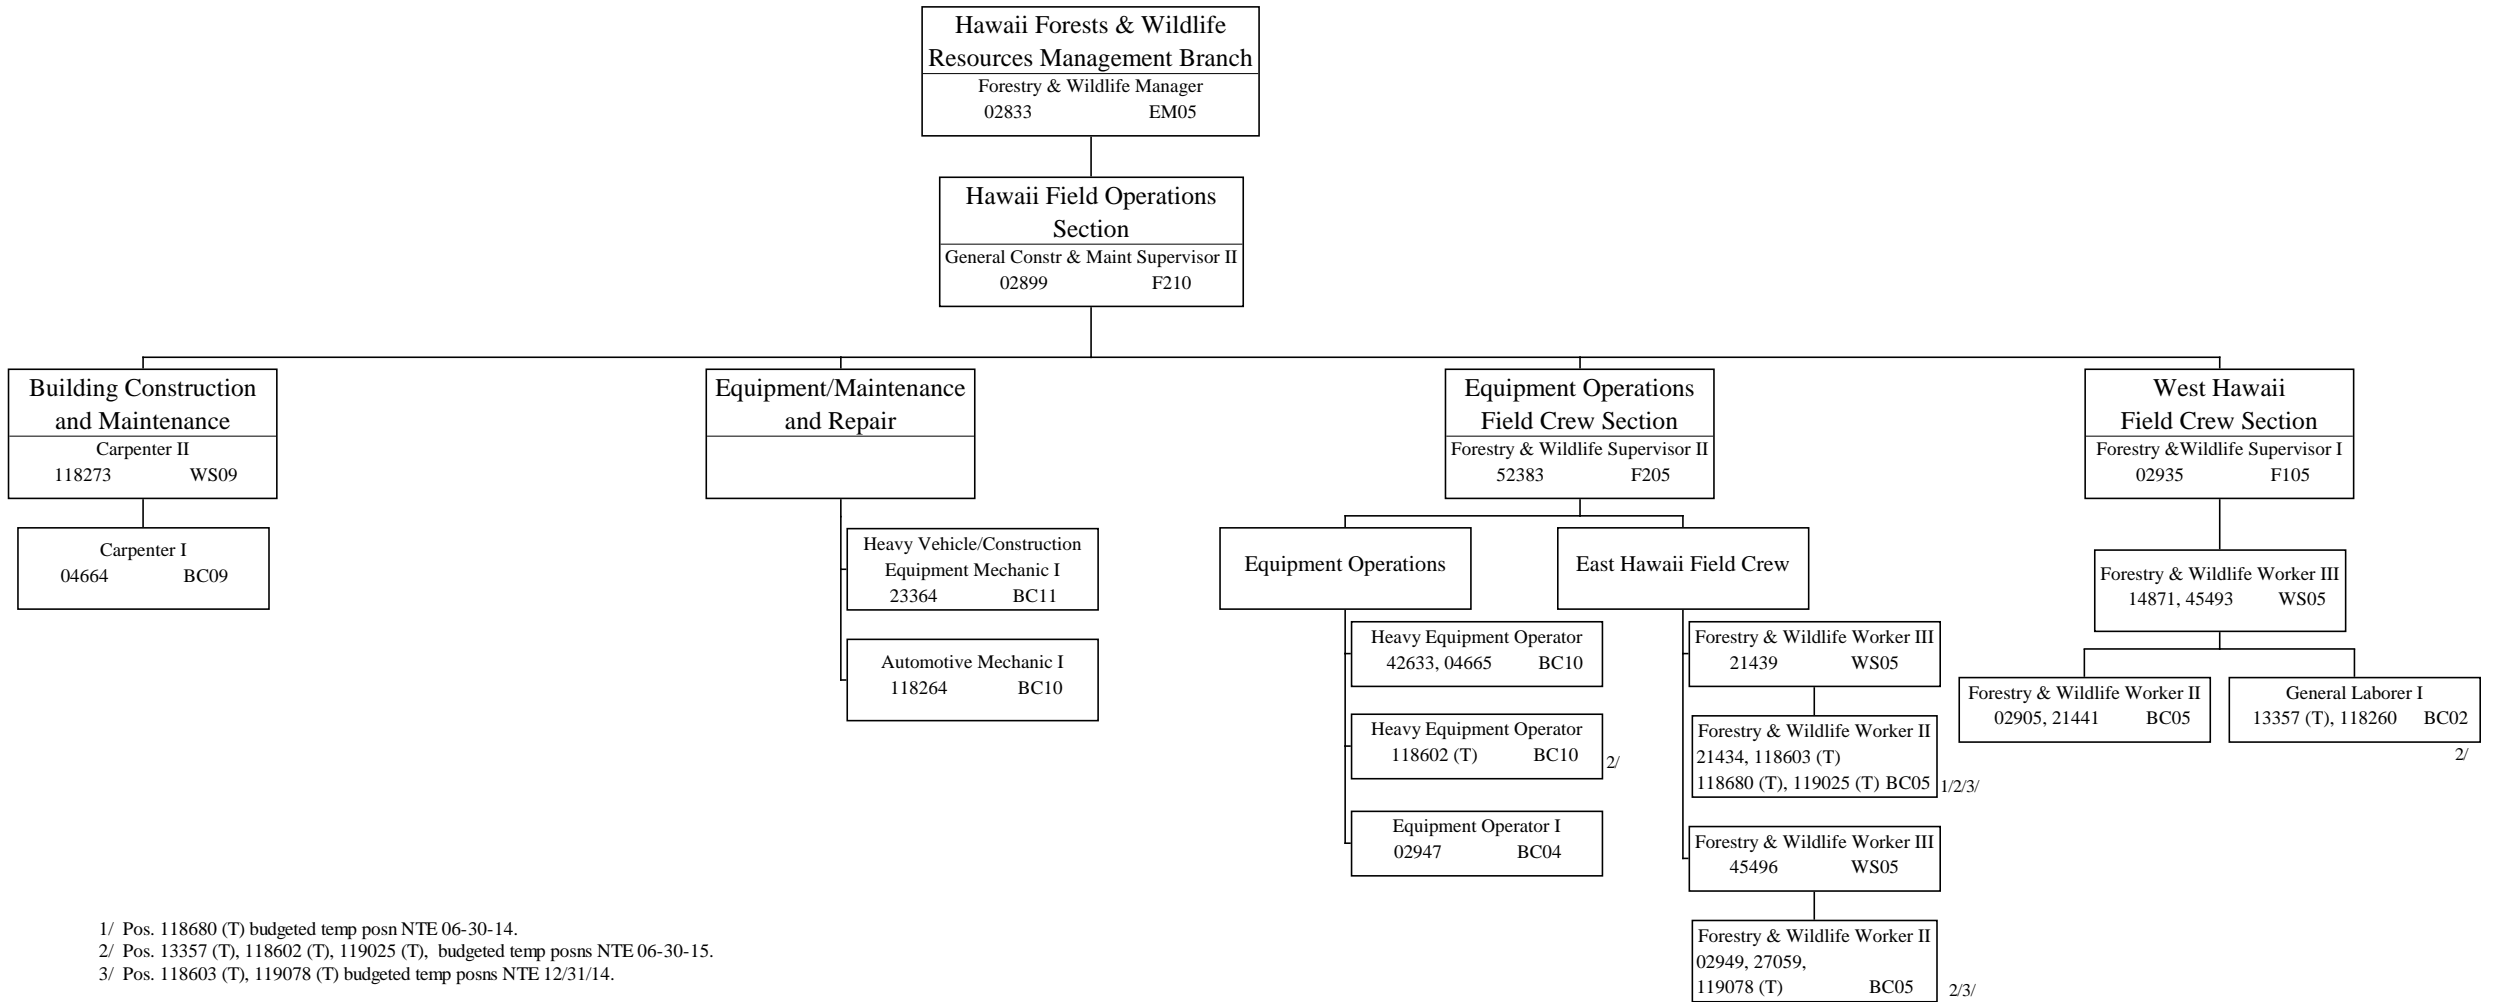 Hawaii Forests & Wildlife
Resources Management Branch
Forestry & Wildlife Manager
02833 EM05
Hawaii Field Operations
Section
General Constr & Maint Supervisor II
02899 F210
Building Construction
and Maintenance
Carpenter II
118273 WS09
Carpenter I
04664 BC09
Equipment/Maintenance
and Repair
Heavy Vehicle/Construction
Equipment Mechanic I
23364 BC11
Automotive Mechanic I
118264 BC10
Equipment Operations
Field Crew Section
Forestry & Wildlife Supervisor II
52383 F205
Equipment Operations
Heavy Equipment Operator
42633, 04665 BC10
Heavy Equipment Operator
118602 (T) BC10
2/
Equipment Operator I
02947 BC04
East Hawaii Field Crew
Forestry & Wildlife Worker III
21439 WS05
Forestry & Wildlife Worker II
21434, 118603 (T)
118680 (T), 119025 (T) BC05
1/2/3/
Forestry & Wildlife Worker III
45496 WS05
Forestry & Wildlife Worker II
02949, 27059,
119078 (T) BC05
2/3/
West Hawaii
Field Crew Section
Forestry &Wildlife Supervisor I
02935 F105
Forestry & Wildlife Worker III
14871, 45493 WS05
Forestry & Wildlife Worker II
02905, 21441 BC05
General Laborer I
13357 (T), 118260 BC02
2/
1/ Pos. 118680 (T) budgeted temp posn NTE 06-30-14.
2/ Pos. 13357 (T), 118602 (T), 119025 (T), budgeted temp posns NTE 06-30-15.
3/ Pos. 118603 (T), 119078 (T) budgeted temp posns NTE 12/31/14.